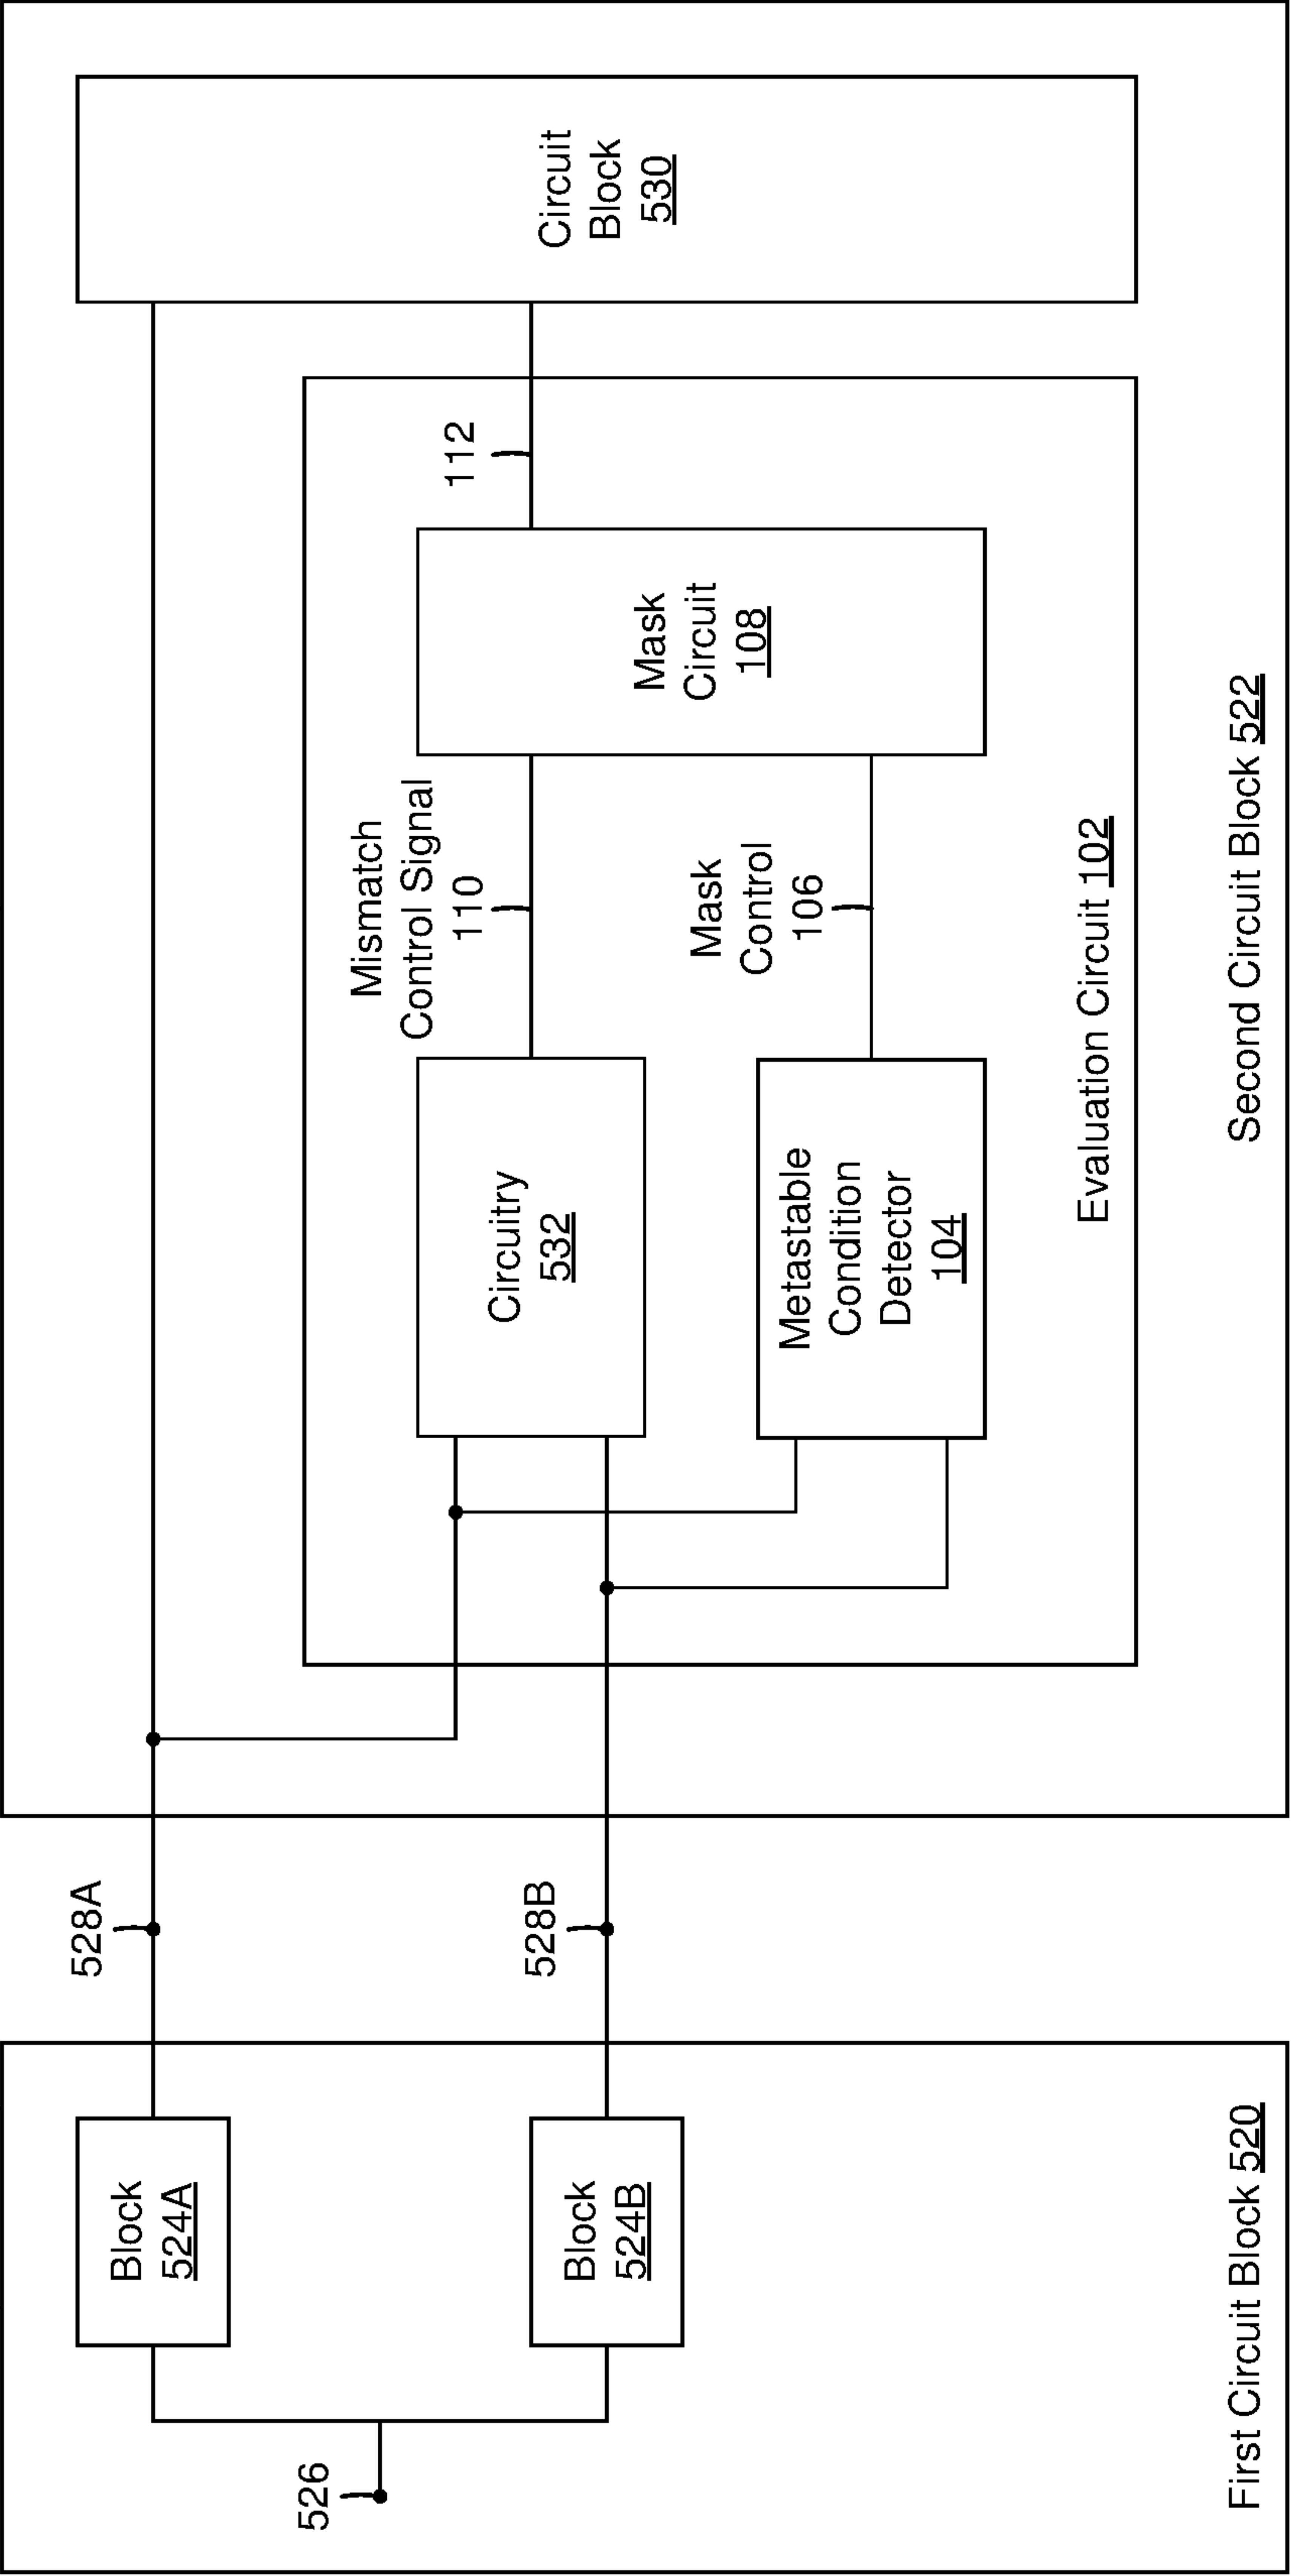 526
Block
524A
Block
524B
First Circuit Block 520
528A
528B
Circuitry
532
Mismatch
Control Signal
110
Metastable
Condition
Detector
104
Mask
Control
106
Mask
Circuit
108
112
Evaluation Circuit 102
Circuit
Block
530
Second Circuit Block 522